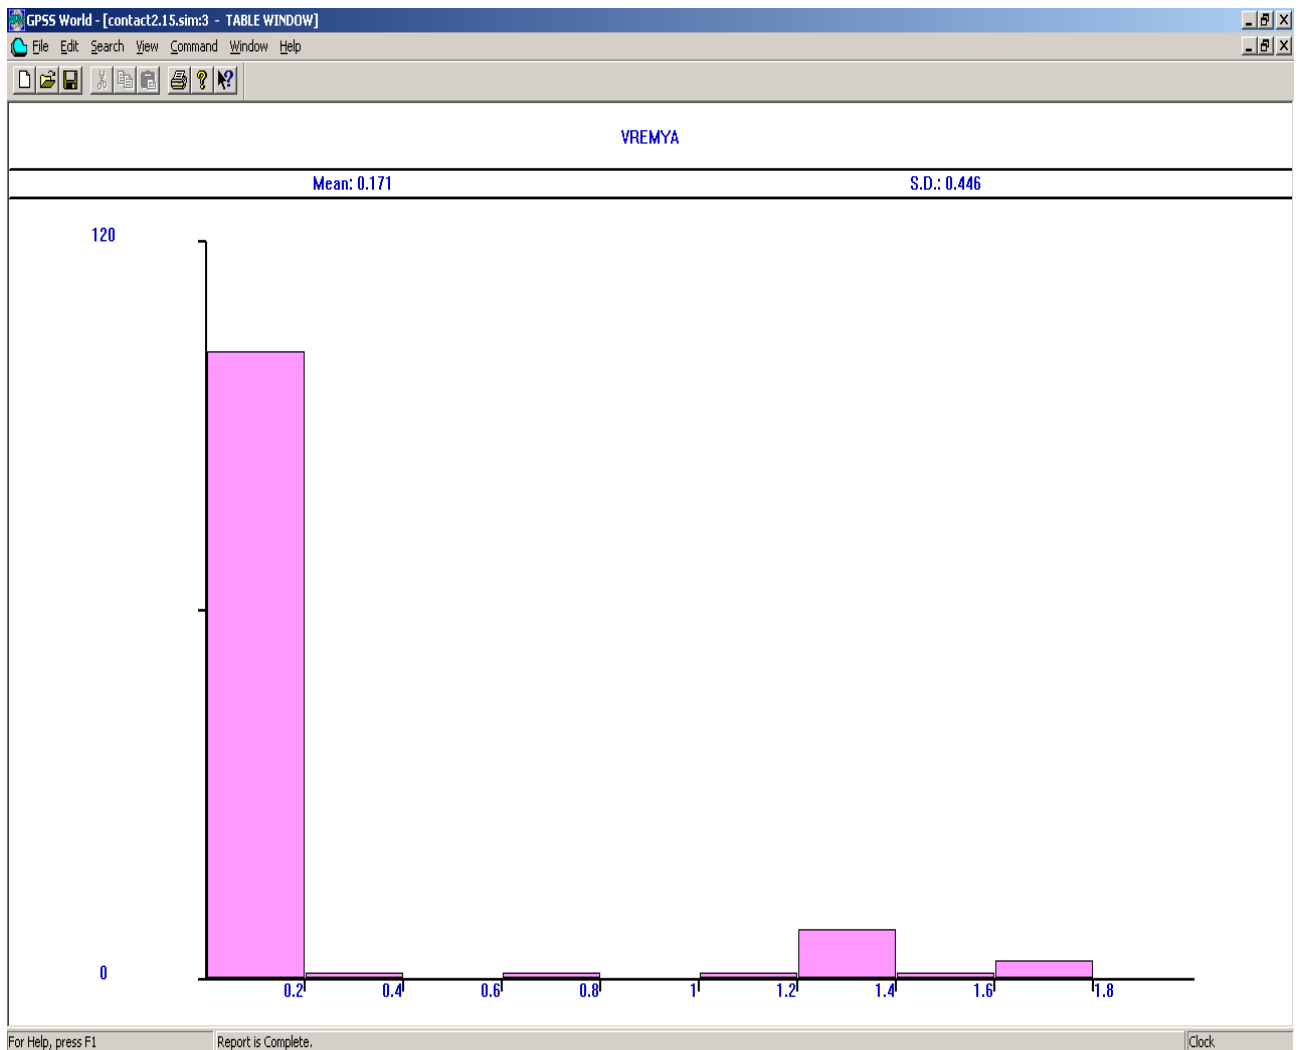 GPSS World - [contact2.15.sim:3 - TABLE WINDOW]
File Edit Search View Command Window Help
VREMYA
Mean: 0.171 S.D.: 0.446
120
0
0.2 0.4 0.6 0.8 1 1.2 1.4 1.6 1.8
For Help, press F1 Report is Complete. Clock